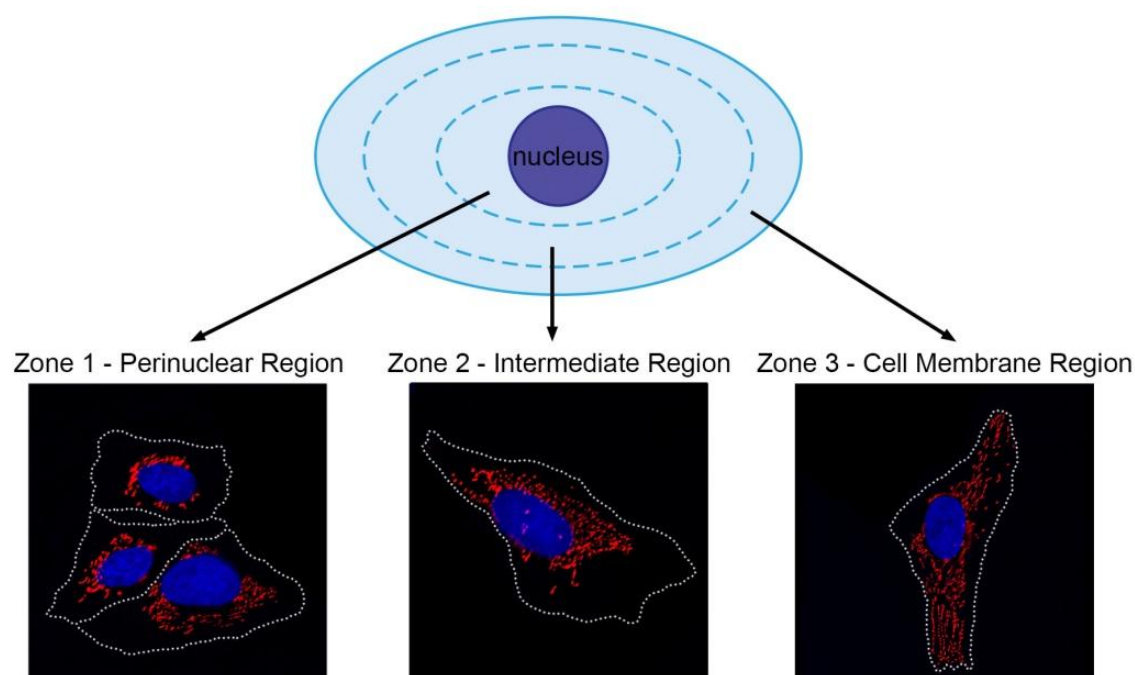 nucleus
Zone 1 - Perinuclear Region
Zone 2 - Intermediate Region
Zone 3 - Cell Membrane Region